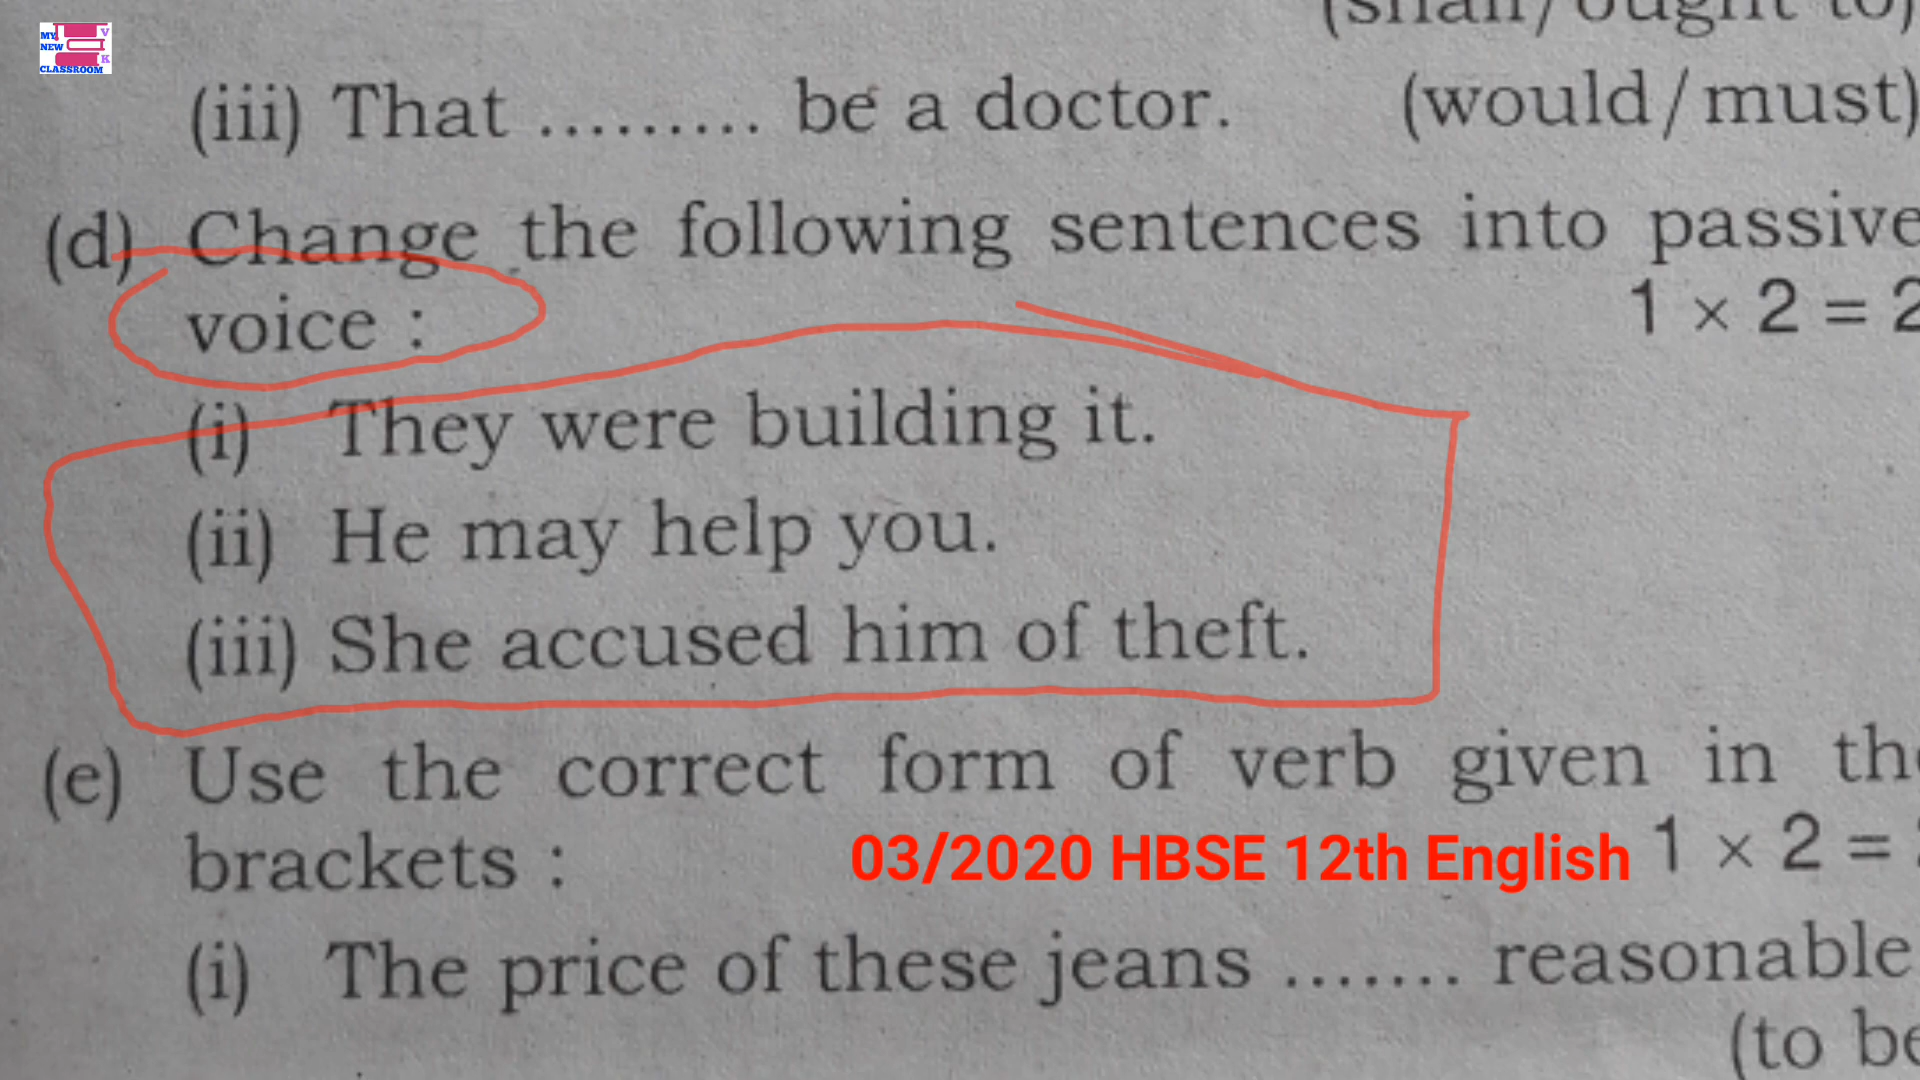 MY V
NEW
K
CLASSROOM
(shall/ought to)
(iii) That ......... be a doctor. (would/must)
(d) Change the following sentences into passive
voice : 1 × 2 = 2
(i) They were building it.
(ii) He may help you.
(iii) She accused him of theft.
(e) Use the correct form of verb given in the
brackets : 03/2020 HBSE 12th English 1 × 2 =
(i) The price of these jeans ....... reasonable
(to be